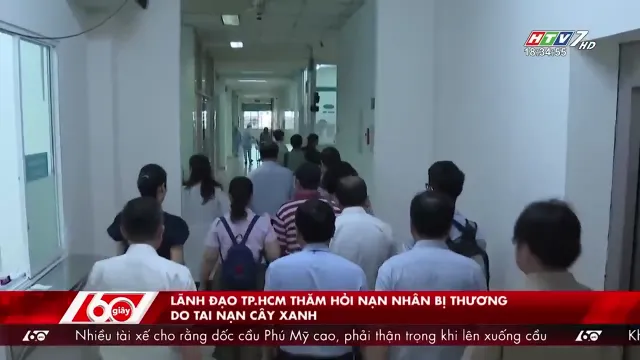 HTV7 HD
18:34:55
60 giây
LÃNH ĐẠO TP.HCM THĂM HỎI NẠN NHÂN BỊ THƯƠNG
DO TAI NẠN CÂY XANH
Nhiều tài xế cho rằng dốc cầu Phú Mỹ cao, phải thận trọng khi lên xuống cầu
60